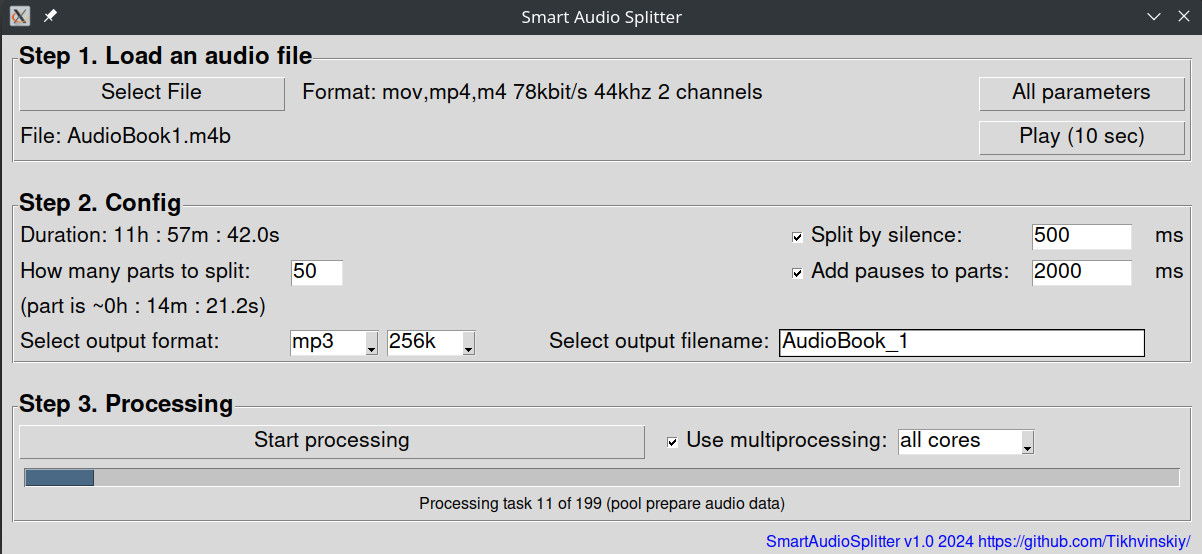 Smart Audio Splitter
Step 1. Load an audio file
Select File Format: mov,mp4,m4 78kbit/s 44khz 2 channels All parameters
File: AudioBook1.m4b Play (10 sec)
Step 2. Config
Duration: 11h : 57m : 42.0s Split by silence: 500 ms
How many parts to split: 50 Add pauses to parts: 2000 ms
(part is ~0h : 14m : 21.2s)
Select output format: mp3 256k Select output filename: AudioBook_1
Step 3. Processing
Start processing Use multiprocessing: all cores
Processing task 11 of 199 (pool prepare audio data)
SmartAudioSplitter v1.0 2024 https://github.com/Tikhvinskiy/